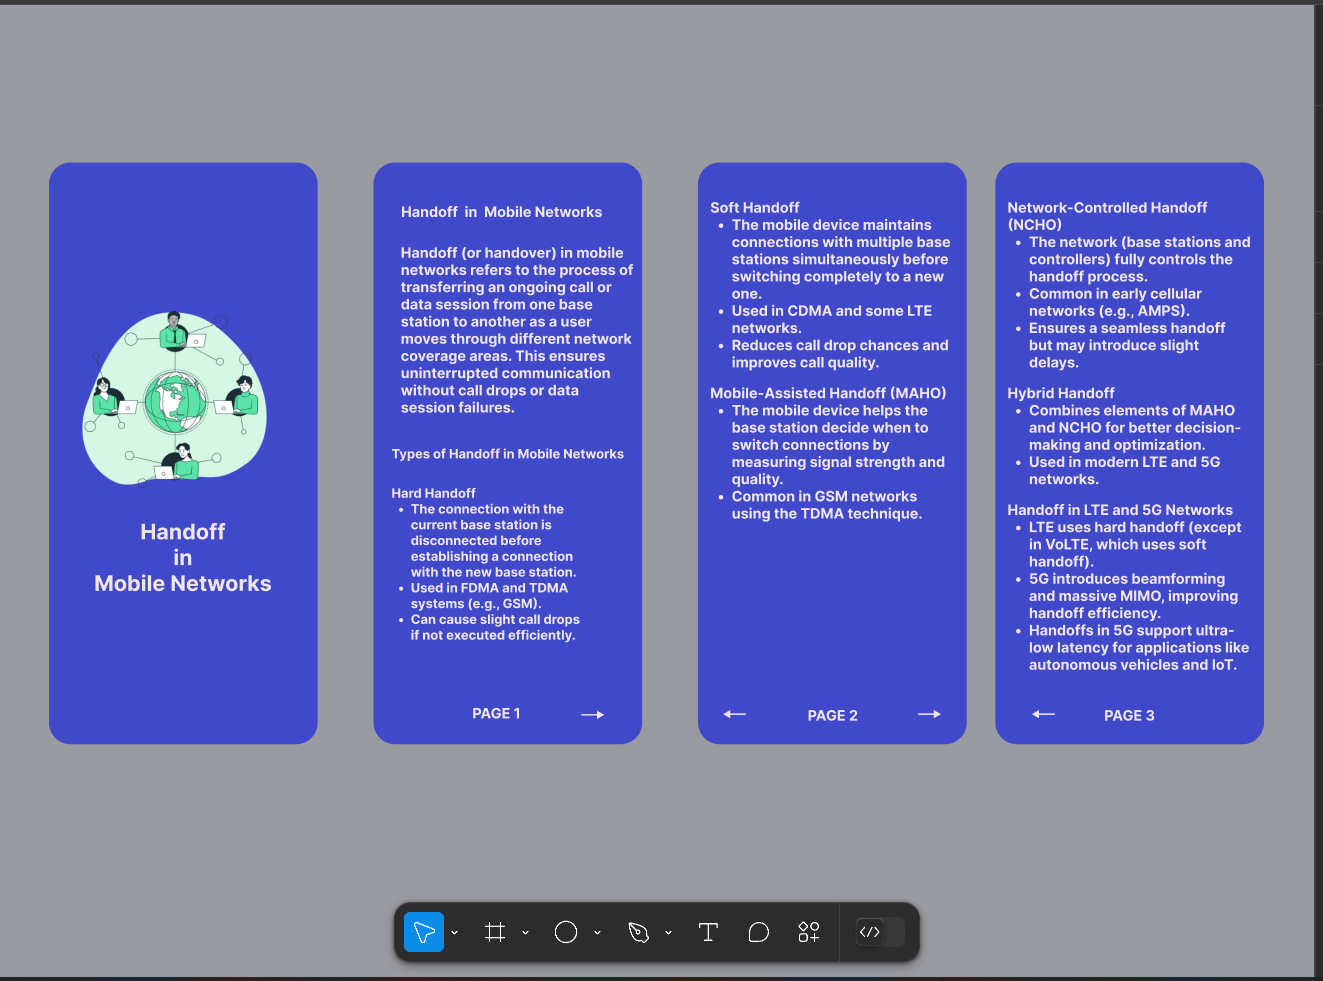 Handoff
in
Mobile Networks
Handoff in Mobile Networks
Handoff (or handover) in mobile
networks refers to the process of
transferring an ongoing call or
data session from one base
station to another as a user
moves through different network
coverage areas. This ensures
uninterrupted communication
without call drops or data
session failures.
Types of Handoff in Mobile Networks
Hard Handoff
• The connection with the
current base station is
disconnected before
establishing a connection
with the new base station.
• Used in FDMA and TDMA
systems (e.g., GSM).
• Can cause slight call drops
if not executed efficiently.
PAGE 1
Soft Handoff
• The mobile device maintains
connections with multiple base
stations simultaneously before
switching completely to a new
one.
• Used in CDMA and some LTE
networks.
• Reduces call drop chances and
improves call quality.
Mobile-Assisted Handoff (MAHO)
• The mobile device helps the
base station decide when to
switch connections by
measuring signal strength and
quality.
• Common in GSM networks
using the TDMA technique.
PAGE 2
Network-Controlled Handoff
(NCHO)
• The network (base stations and
controllers) fully controls the
handoff process.
• Common in early cellular
networks (e.g., AMPS).
• Ensures a seamless handoff
but may introduce slight
delays.
Hybrid Handoff
• Combines elements of MAHO
and NCHO for better decision-
making and optimization.
• Used in modern LTE and 5G
networks.
Handoff in LTE and 5G Networks
• LTE uses hard handoff (except
in VoLTE, which uses soft
handoff).
• 5G introduces beamforming
and massive MIMO, improving
handoff efficiency.
• Handoffs in 5G support ultra-
low latency for applications like
autonomous vehicles and IoT.
PAGE 3